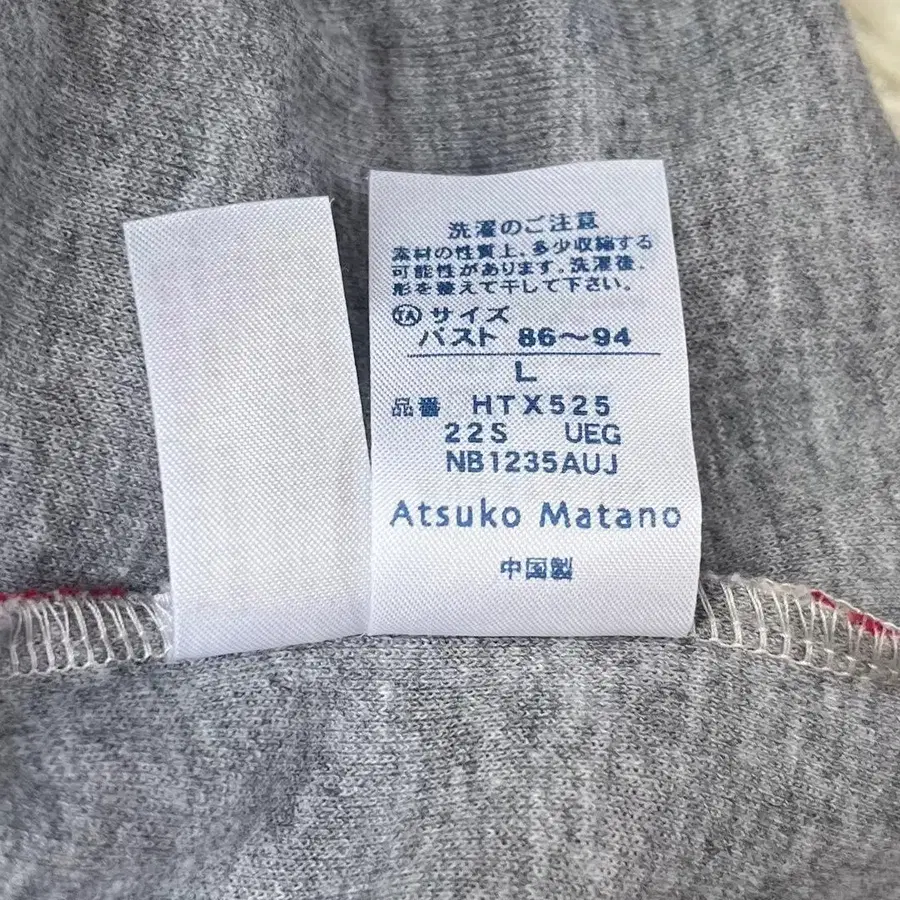 洗濯のご注意
素材の性質上、多少収縮する
可能性があります。洗濯後、
形を整えて干して下さい。
TA サイズ
バスト 86〜94
L
品番 HTX525
22S UEG
NB1235AUJ
Atsuko Matano
中国製